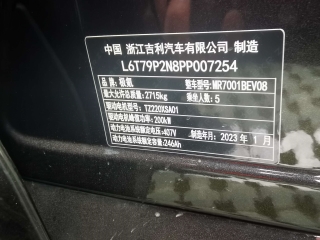 中国 浙江吉利汽车有限公司 制造
L6T79P2N8PP007254
品牌：极氪 整车型号：MR7001BEV08
最大允许总质量：2715kg 乘坐人数：5
驱动电机型号：TZ220XSA01
驱动电机峰值功率：200kW
动力电池系统额定电压：407V 制造年月：2023 年 1 月
动力电池系统额定容量：246Ah